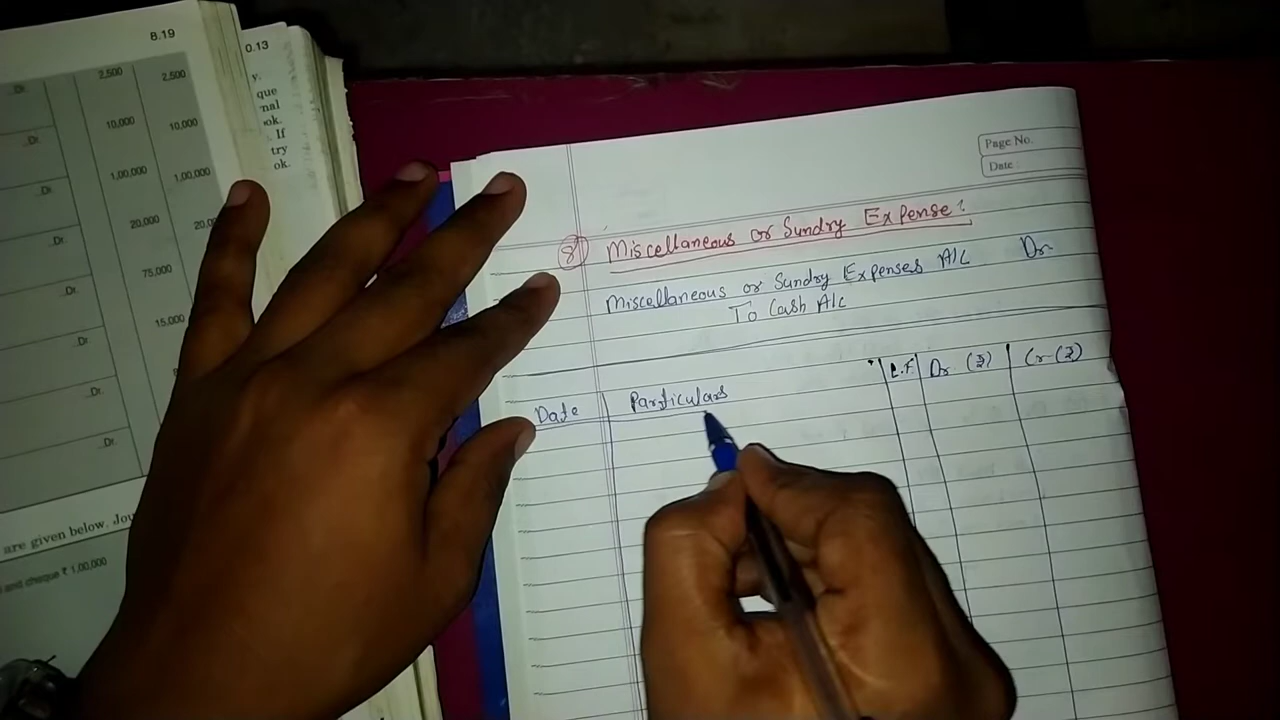 8.19
..Dr. 2,500 2,500
..Dr. 10,000 10,000
..Dr. 1,00,000 1,00,000
..Dr. 20,000
..Dr. 75,000
..Dr. 15,000
..Dr.
..Dr.
are given below.
and cheque ₹ 1,00,000
0.13
y.
que
nal
ok.
If
try
ok.
Page No.
Date :
8 Miscellaneous or Sundry Expense:
Miscellaneous or Sundry Expenses A/c Dr
To Cash A/c
Date Particulars L.F Dr (₹) Cr (₹)